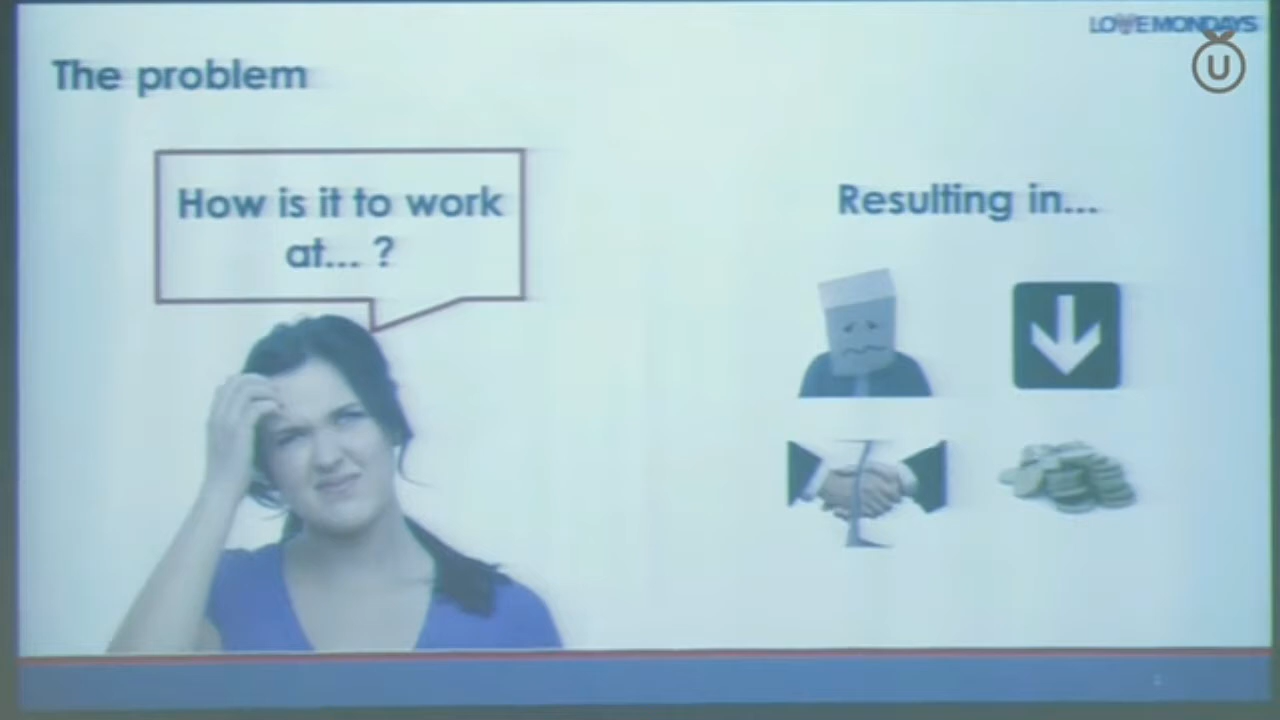 LOVEMONDAYS
U
The problem
How is it to work
at... ?
Resulting in...